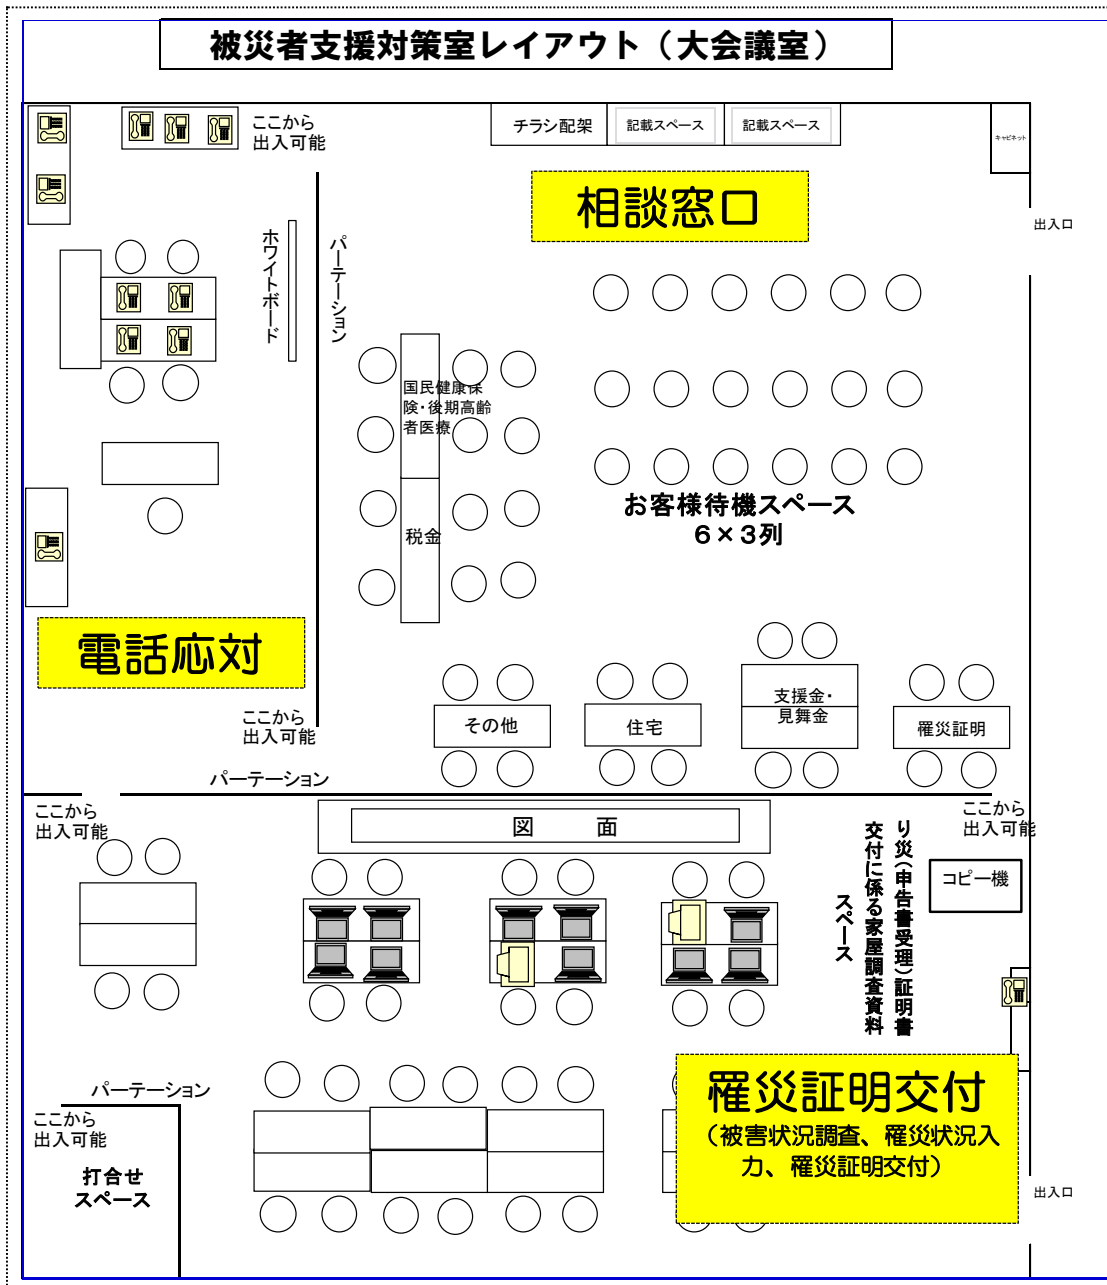 被災者支援対策室レイアウト（大会議室）
ここから
出入可能
チラシ配架
記載スペース
記載スペース
キャビネット
相談窓口
出入口
ホワイトボード
パーテーション
国民健康保
険・後期高齢
者医療
税金
お客様待機スペース
６×３列
電話応対
ここから
出入可能
その他
住宅
支援金・
見舞金
罹災証明
パーテーション
ここから
出入可能
図　面
ここから
出入可能
り災（申告書受理）証明書
交付に係る家屋調査資料
スペース
コピー機
パーテーション
ここから
出入可能
打合せ
スペース
罹災証明交付
（被害状況調査、罹災状況入
力、罹災証明交付）
出入口